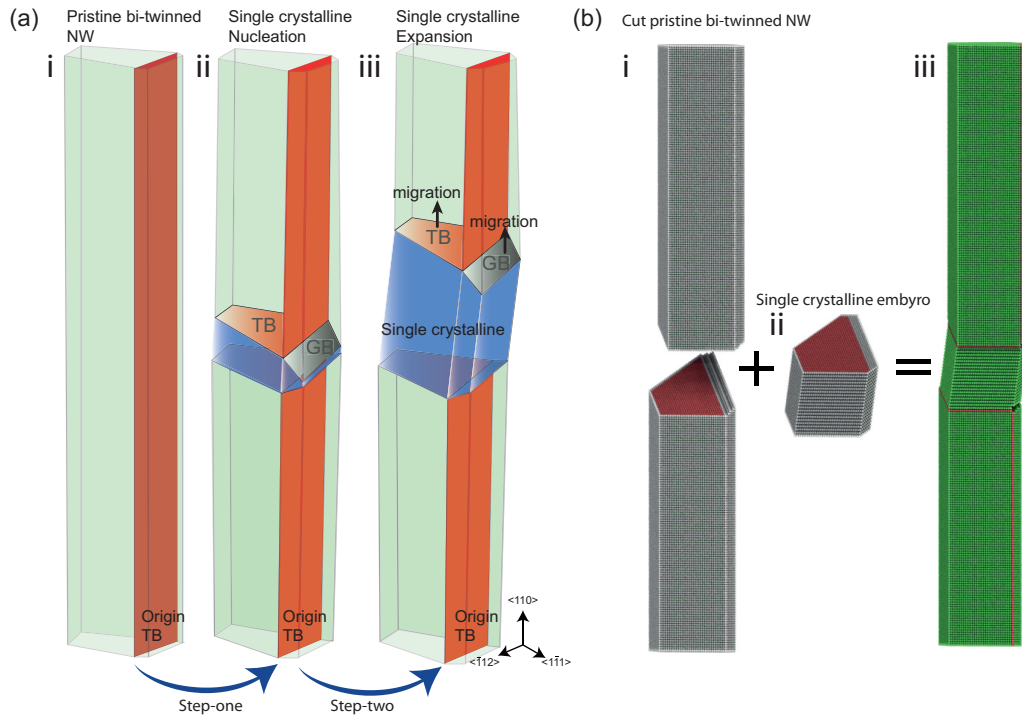 (a)
Pristine bi-twinned
NW
i
Single crystalline
Nucleation
ii
Single crystalline
Expansion
iii
migration
TB
migration
GB
TB
GB
Single crystalline
Origin
TB
Origin
TB
Origin
TB
<110>
<1̅12>
<11̅1>
Step-one
Step-two
(b)
Cut pristine bi-twinned NW
i
iii
Single crystalline embyro
ii
+
=